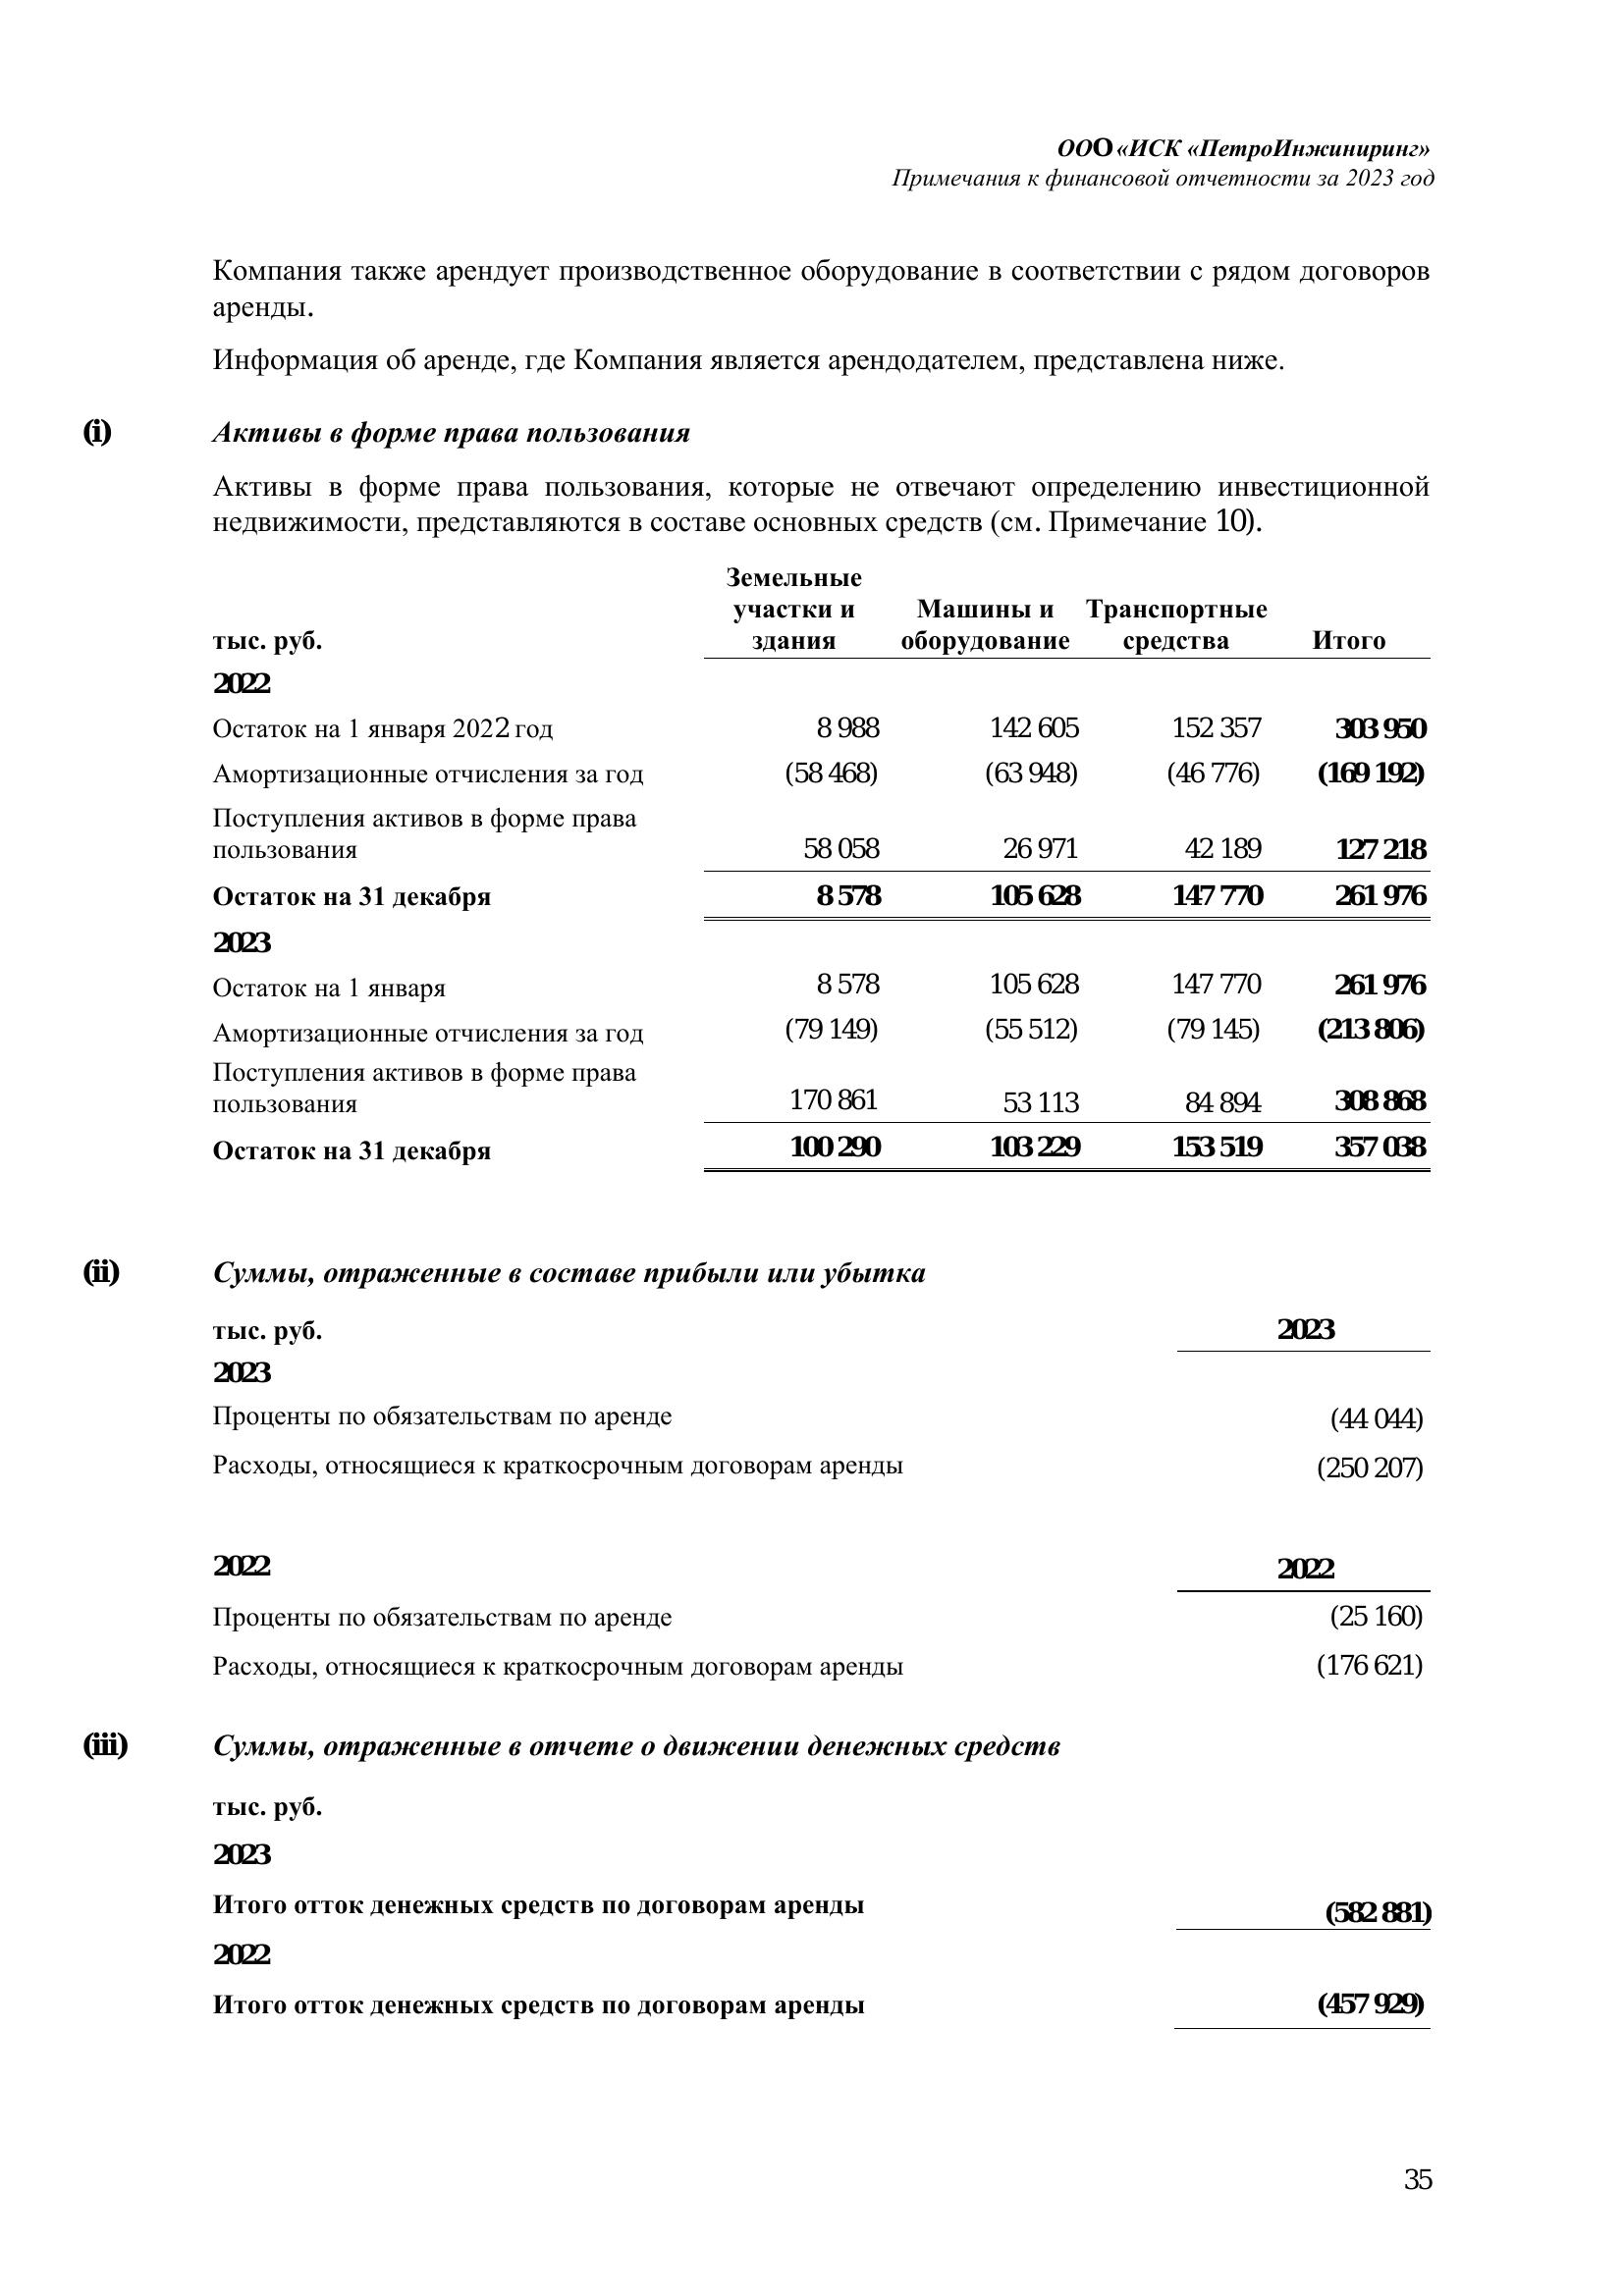 ООО «ИСК «ПетроИнжиниринг»
Примечания к финансовой отчетности за 2023 год
Компания также арендует производственное оборудование в соответствии с рядом договоров
аренды.
Информация об аренде, где Компания является арендодателем, представлена ниже.
(i) Активы в форме права пользования
Активы в форме права пользования, которые не отвечают определению инвестиционной
недвижимости, представляются в составе основных средств (см. Примечание 10).
тыс. руб. Земельные участки и здания Машины и оборудование Транспортные средства Итого
2022
Остаток на 1 января 2022 год 8 988 142 605 152 357 303 950
Амортизационные отчисления за год (58 468) (63 948) (46 776) (169 192)
Поступления активов в форме права
пользования 58 058 26 971 42 189 127 218
Остаток на 31 декабря 8 578 105 628 147 770 261 976
2023
Остаток на 1 января 8 578 105 628 147 770 261 976
Амортизационные отчисления за год (79 149) (55 512) (79 145) (213 806)
Поступления активов в форме права
пользования 170 861 53 113 84 894 308 868
Остаток на 31 декабря 100 290 103 229 153 519 357 038
(ii) Суммы, отраженные в составе прибыли или убытка
тыс. руб. 2023
2023
Проценты по обязательствам по аренде (44 044)
Расходы, относящиеся к краткосрочным договорам аренды (250 207)
2022 2022
Проценты по обязательствам по аренде (25 160)
Расходы, относящиеся к краткосрочным договорам аренды (176 621)
(iii) Суммы, отраженные в отчете о движении денежных средств
тыс. руб.
2023
Итого отток денежных средств по договорам аренды (582 881)
2022
Итого отток денежных средств по договорам аренды (457 929)
35